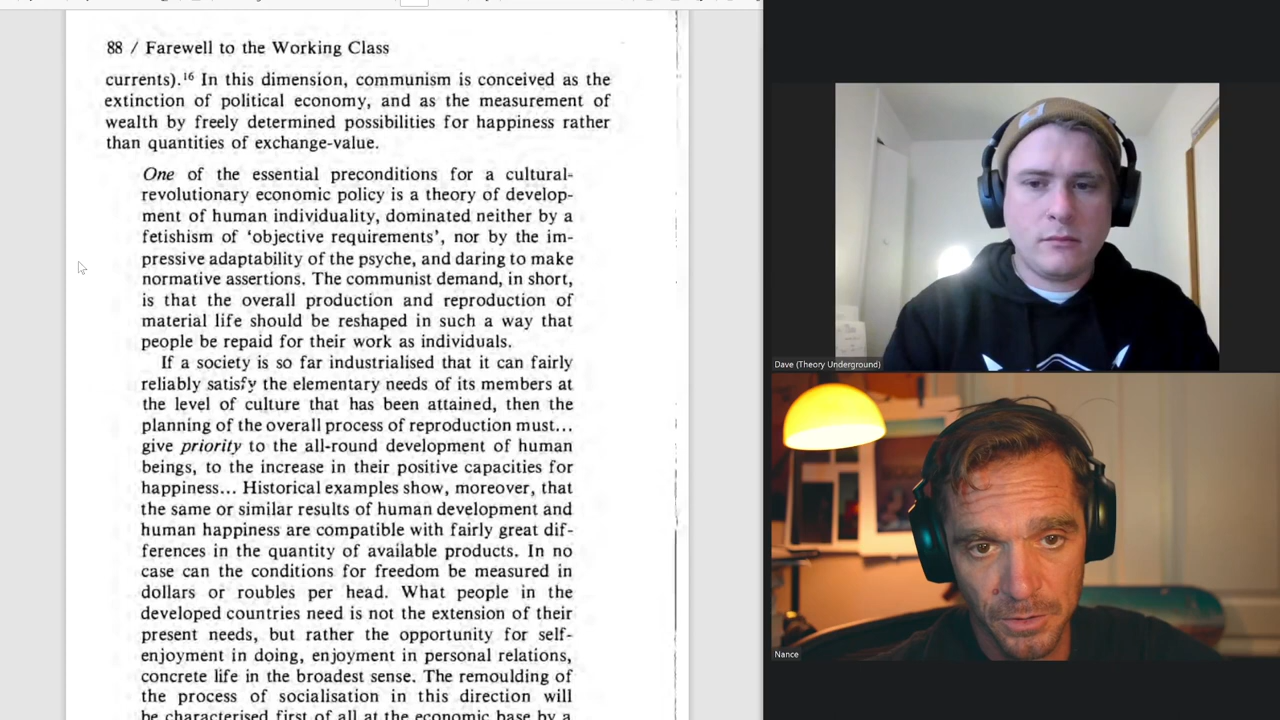 88 / Farewell to the Working Class
currents).¹⁶ In this dimension, communism is conceived as the
extinction of political economy, and as the measurement of
wealth by freely determined possibilities for happiness rather
than quantities of exchange-value.
One of the essential preconditions for a cultural-
revolutionary economic policy is a theory of develop-
ment of human individuality, dominated neither by a
fetishism of 'objective requirements', nor by the im-
pressive adaptability of the psyche, and daring to make
normative assertions. The communist demand, in short,
is that the overall production and reproduction of
material life should be reshaped in such a way that
people be repaid for their work as individuals.
If a society is so far industrialised that it can fairly
reliably satisfy the elementary needs of its members at
the level of culture that has been attained, then the
planning of the overall process of reproduction must...
give priority to the all-round development of human
beings, to the increase in their positive capacities for
happiness... Historical examples show, moreover, that
the same or similar results of human development and
human happiness are compatible with fairly great dif-
ferences in the quantity of available products. In no
case can the conditions for freedom be measured in
dollars or roubles per head. What people in the
developed countries need is not the extension of their
present needs, but rather the opportunity for self-
enjoyment in doing, enjoyment in personal relations,
concrete life in the broadest sense. The remoulding of
the process of socialisation in this direction will
be characterised first of all at the economic base by a
Dave (Theory Underground)
Nance